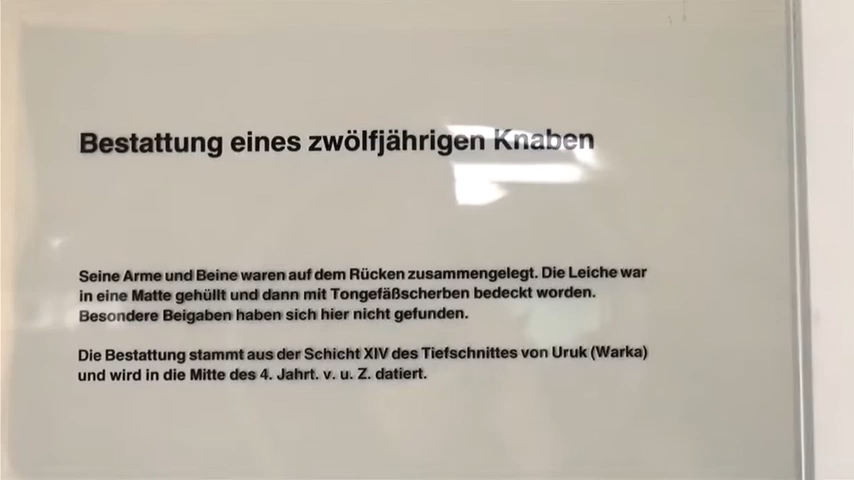 Bestattung eines zwölfjährigen Knaben
Seine Arme und Beine waren auf dem Rücken zusammengelegt. Die Leiche war
in eine Matte gehüllt und dann mit Tongefäßscherben bedeckt worden.
Besondere Beigaben haben sich hier nicht gefunden.
Die Bestattung stammt aus der Schicht XIV des Tiefschnittes von Uruk (Warka)
und wird in die Mitte des 4. Jahrt. v. u. Z. datiert.